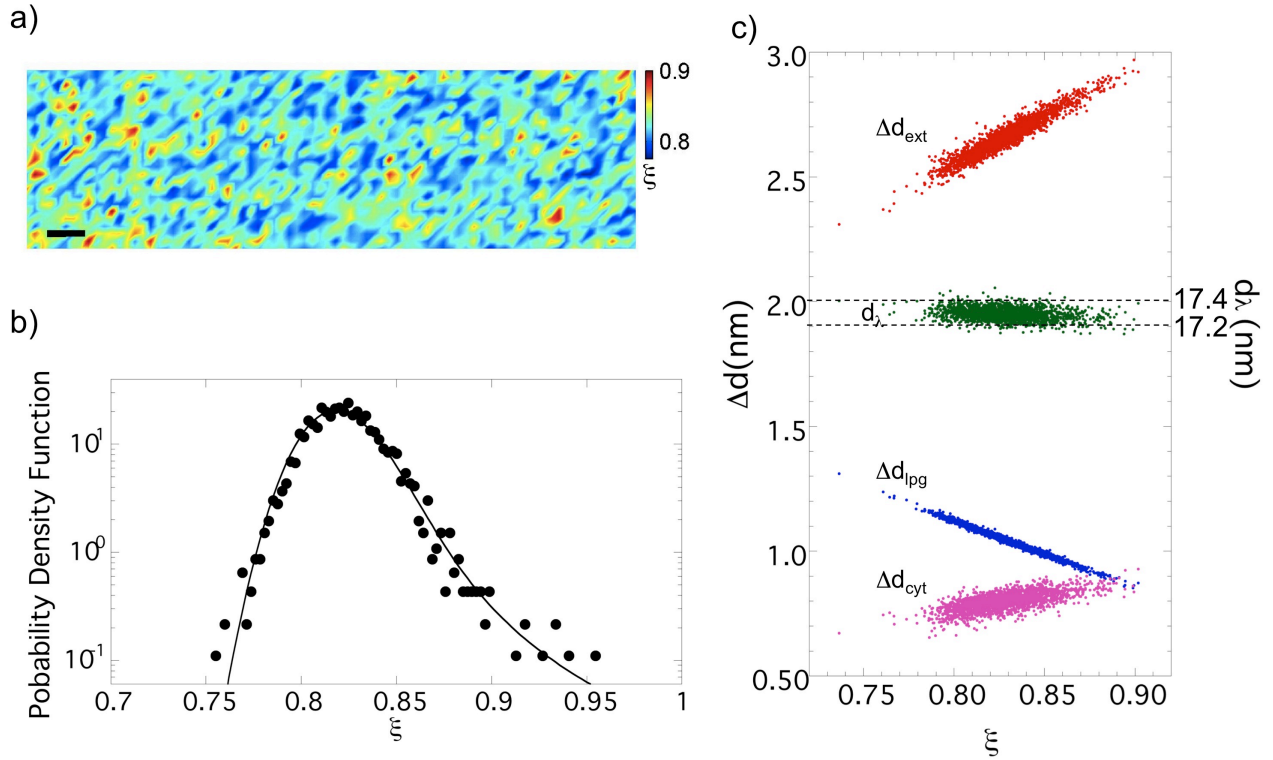 a)
0.9
0.8
ξ
b)
Pobability Density Function
10¹
10⁰
10¹
0.7
0.75
0.8
0.85
0.9
0.95
1
ξ
c)
3.0
2.5
2.0
1.5
1.0
0.50
Δd(nm)
Δd_ext
d_λ
Δd_lpg
Δd_cyt
17.4
17.2
d_λ (nm)
0.75
0.80
0.85
0.90
ξ